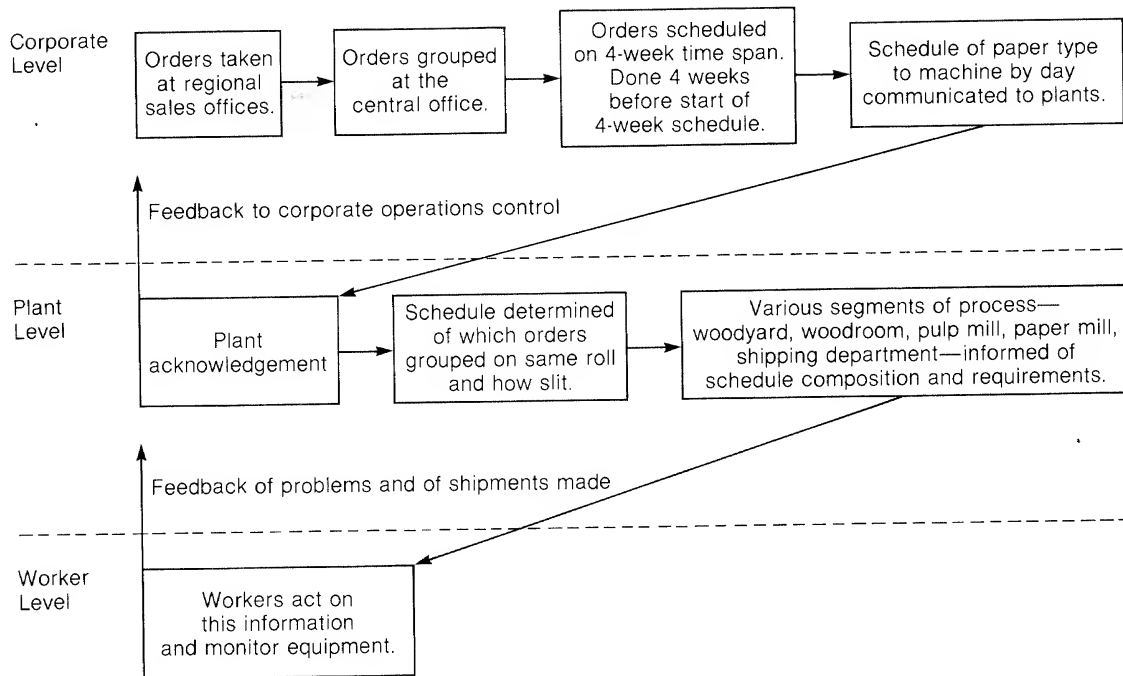 Corporate
Level
Orders taken
at regional
sales offices.
Orders grouped
at the
central office.
Orders scheduled
on 4-week time span.
Done 4 weeks
before start of
4-week schedule.
Schedule of paper type
to machine by day
communicated to plants.
Feedback to corporate operations control
Plant
Level
Plant
acknowledgement
Schedule determined
of which orders
grouped on same roll
and how slit.
Various segments of process—
woodyard, woodroom, pulp mill, paper mill,
shipping department—informed of
schedule composition and requirements.
Feedback of problems and of shipments made
Worker
Level
Workers act on
this information
and monitor equipment.